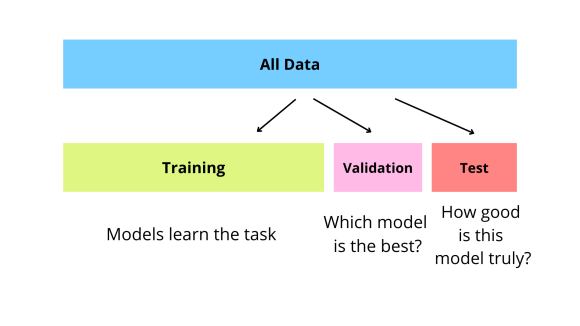 All Data
Training
Validation
Test
Models learn the task
Which model
is the best?
How good
is this
model truly?